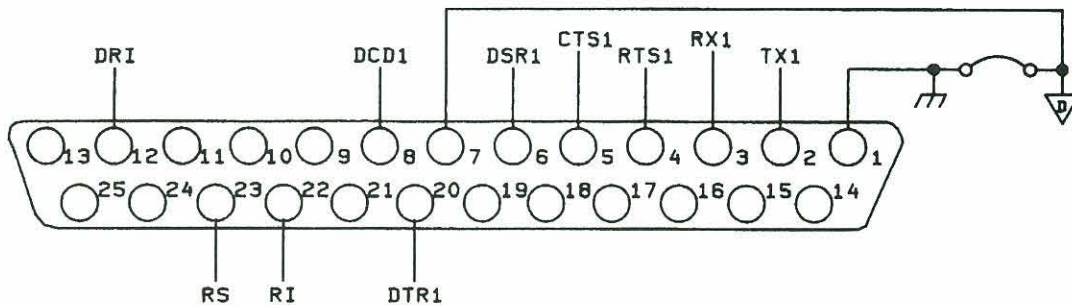 DRI DCD1 DSR1 CTS1 RTS1 RX1 TX1
D
13 12 11 10 9 8 7 6 5 4 3 2 1
25 24 23 22 21 20 19 18 17 16 15 14
RS RI DTR1